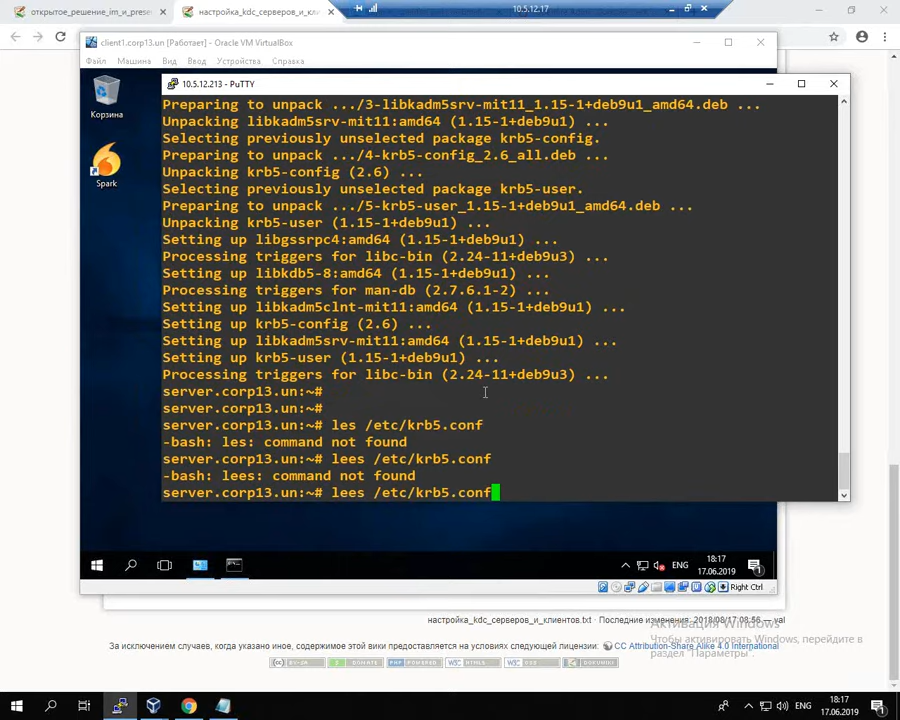 открытое_решение_im_и_presen
настройка_kdc_серверов_и_кли
10.5.12.17
client1.corp13.un [Работает] - Oracle VM VirtualBox
Файл Машина Вид Ввод Устройства Справка
Корзина
Spark
10.5.12.213 - PuTTY
Preparing to unpack .../3-libkadm5srv-mit11_1.15-1+deb9u1_amd64.deb ...
Unpacking libkadm5srv-mit11:amd64 (1.15-1+deb9u1) ...
Selecting previously unselected package krb5-config.
Preparing to unpack .../4-krb5-config_2.6_all.deb ...
Unpacking krb5-config (2.6) ...
Selecting previously unselected package krb5-user.
Preparing to unpack .../5-krb5-user_1.15-1+deb9u1_amd64.deb ...
Unpacking krb5-user (1.15-1+deb9u1) ...
Setting up libgssrpc4:amd64 (1.15-1+deb9u1) ...
Processing triggers for libc-bin (2.24-11+deb9u3) ...
Setting up libkdb5-8:amd64 (1.15-1+deb9u1) ...
Processing triggers for man-db (2.7.6.1-2) ...
Setting up libkadm5clnt-mit11:amd64 (1.15-1+deb9u1) ...
Setting up krb5-config (2.6) ...
Setting up libkadm5srv-mit11:amd64 (1.15-1+deb9u1) ...
Setting up krb5-user (1.15-1+deb9u1) ...
Processing triggers for libc-bin (2.24-11+deb9u3) ...
server.corp13.un:~#
server.corp13.un:~#
server.corp13.un:~# les /etc/krb5.conf
-bash: les: command not found
server.corp13.un:~# lees /etc/krb5.conf
-bash: lees: command not found
server.corp13.un:~# lees /etc/krb5.conf
ENG
18:17
17.06.2019
Right Ctrl
настройка_kdc_серверов_и_клиентов.txt · Последние изменения: 2018/08/17 08:56 — val
Активация Windows
Чтобы активировать Windows, перейдите в
раздел "Параметры".
За исключением случаев, когда указано иное, содержимое этой вики предоставляется на условиях следующей лицензии: CC Attribution-Share Alike 4.0 International
ENG
18:17
17.06.2019